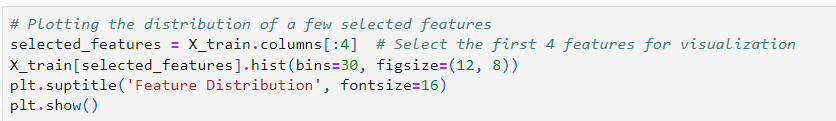 # Plotting the distribution of a few selected features
selected_features = X_train.columns[:4]  # Select the first 4 features for visualization
X_train[selected_features].hist(bins=30, figsize=(12, 8))
plt.suptitle('Feature Distribution', fontsize=16)
plt.show()